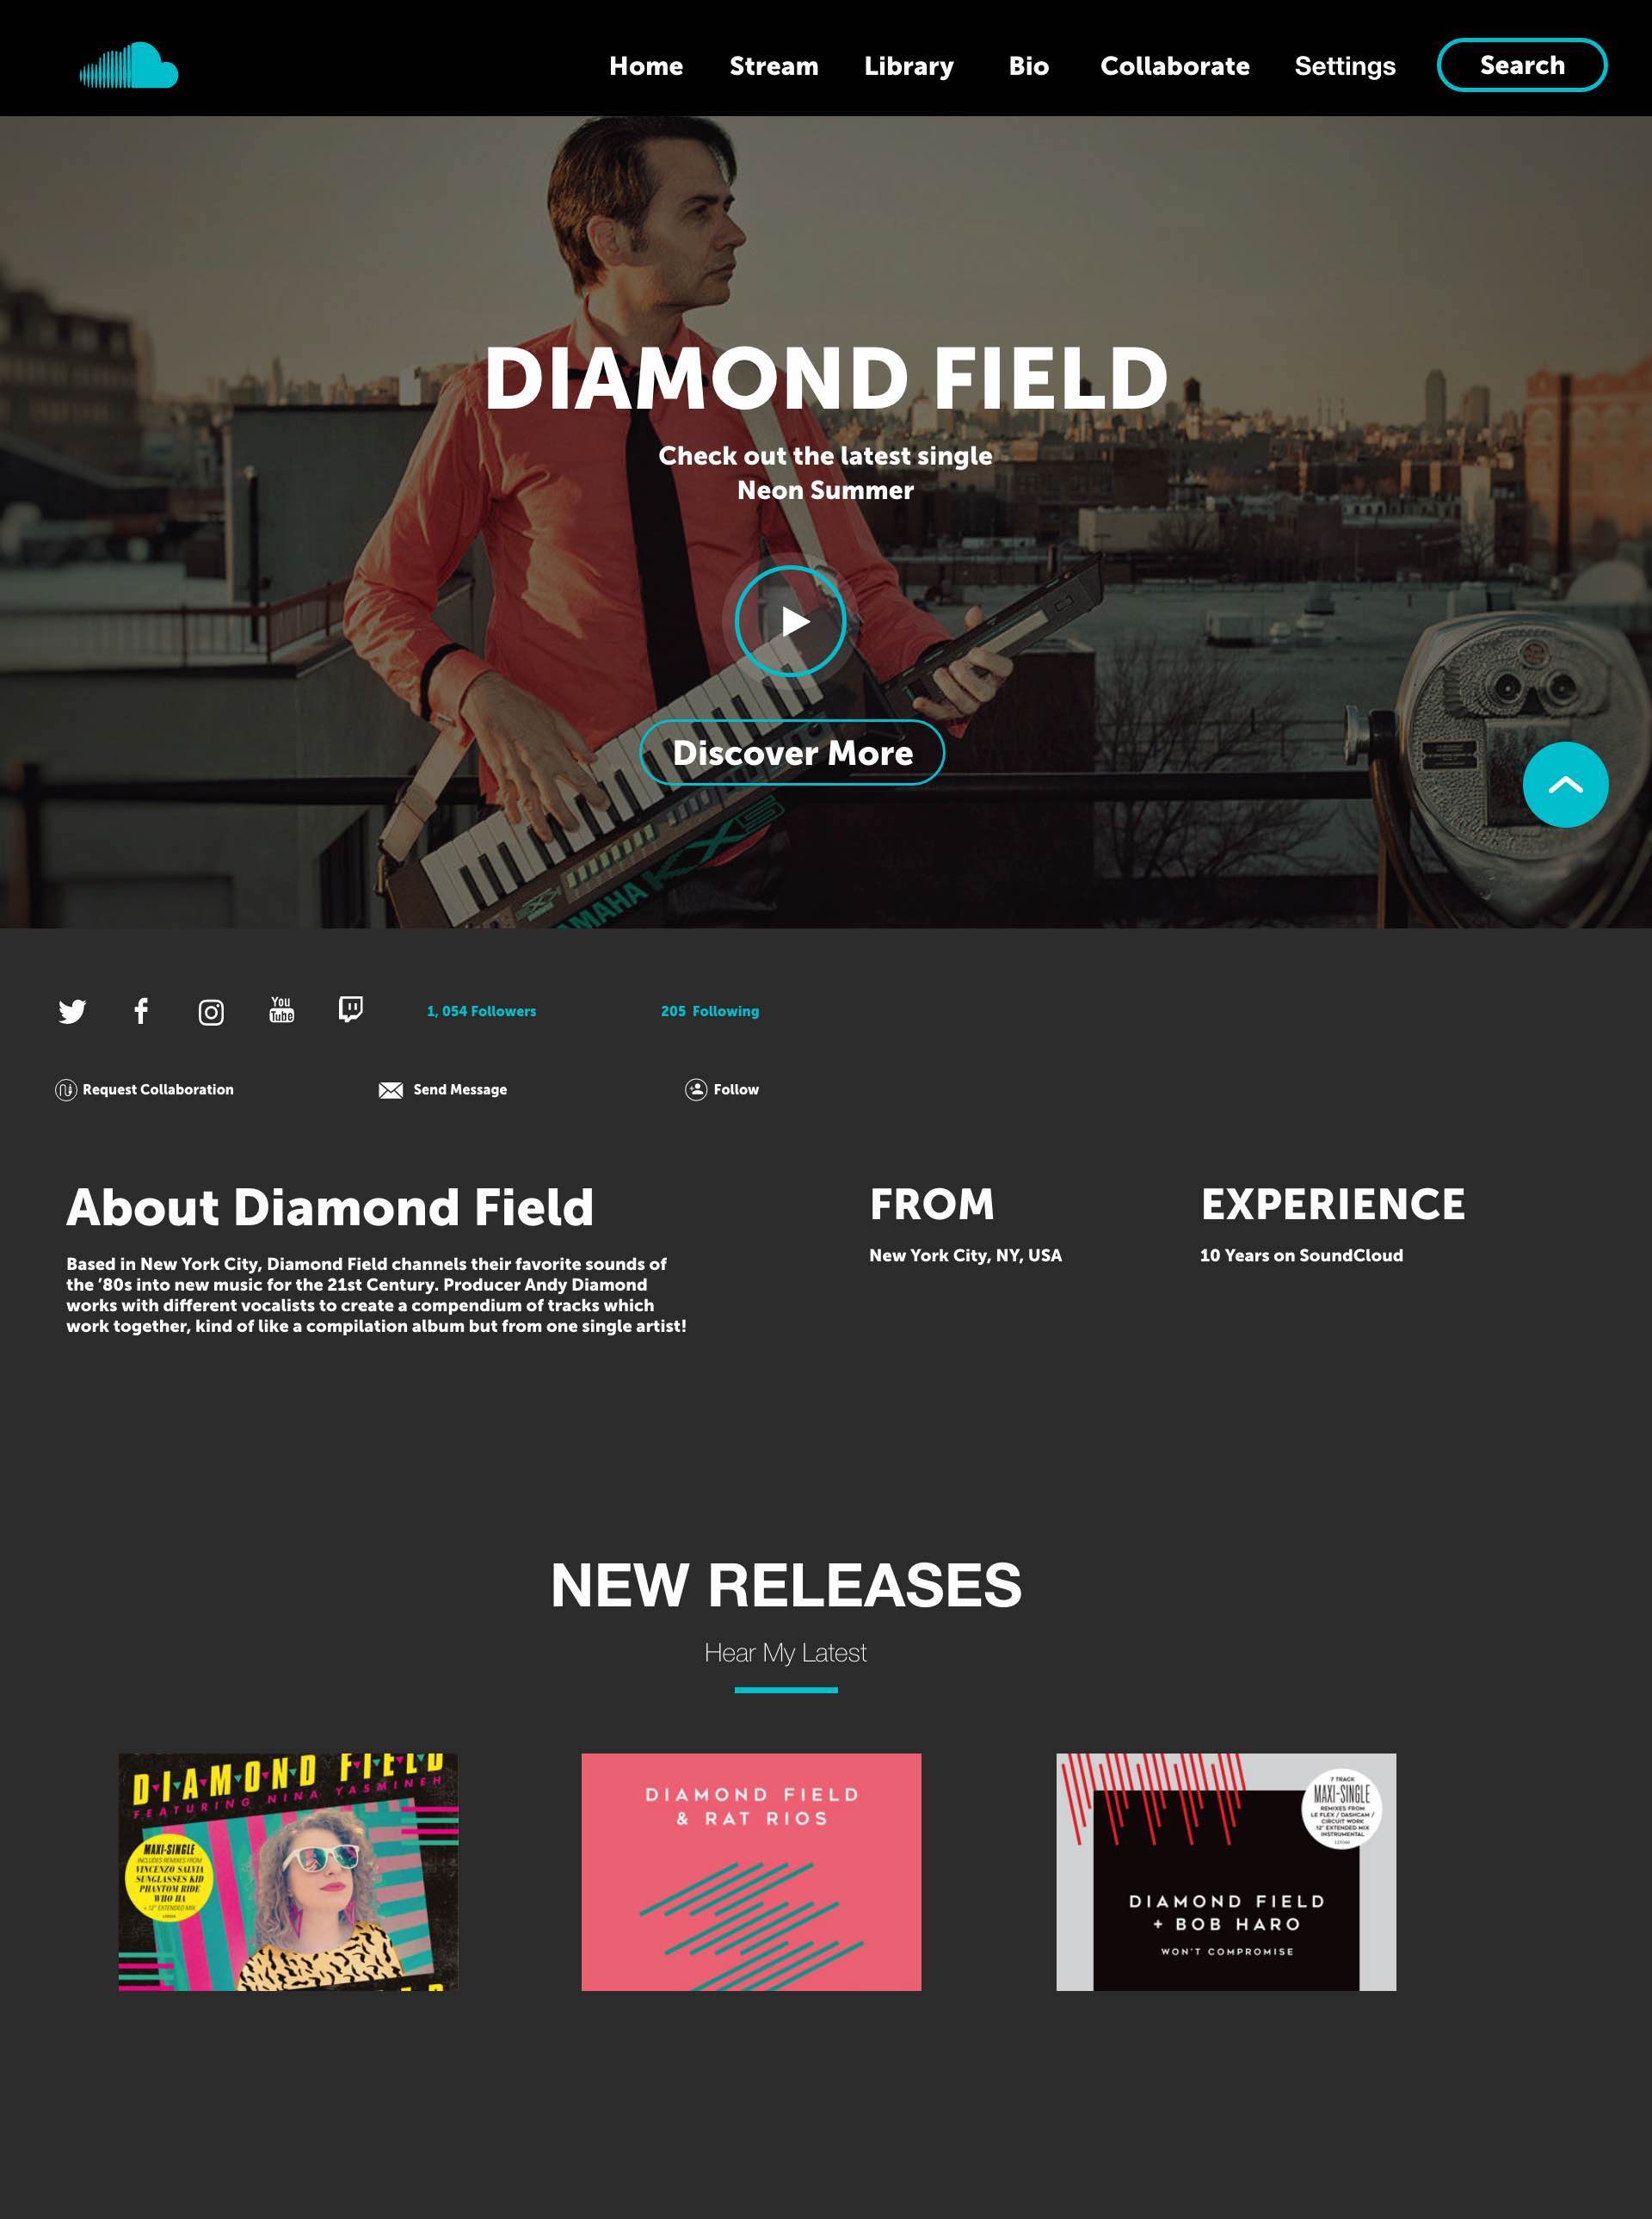 Home Stream Library Bio Collaborate Settings Search
DIAMOND FIELD
Check out the latest single
Neon Summer
Discover More
YAMAHA KX5
You
Tube
1, 054 Followers
205 Following
Request Collaboration
Send Message
Follow
About Diamond Field
Based in New York City, Diamond Field channels their favorite sounds of
the ’80s into new music for the 21st Century. Producer Andy Diamond
works with different vocalists to create a compendium of tracks which
work together, kind of like a compilation album but from one single artist!
FROM
New York City, NY, USA
EXPERIENCE
10 Years on SoundCloud
NEW RELEASES
Hear My Latest
DIAMOND FIELD
FEATURING NINA YASMINEH
MAXI-SINGLE
INCLUDES REMIXES FROM
VINCENZO SALVIA
SUNGLASSES KID
PHANTOM RIDE
WHO HA
+ 12" EXTENDED MIX
DIAMOND FIELD
& RAT RIOS
7 TRACK
MAXI-SINGLE
REMIXES FROM
LE FLEX / DASHCAM /
CIRCUIT WORK
12" EXTENDED MIX
INSTRUMENTAL
DIAMOND FIELD
+ BOB HARO
WON'T COMPROMISE